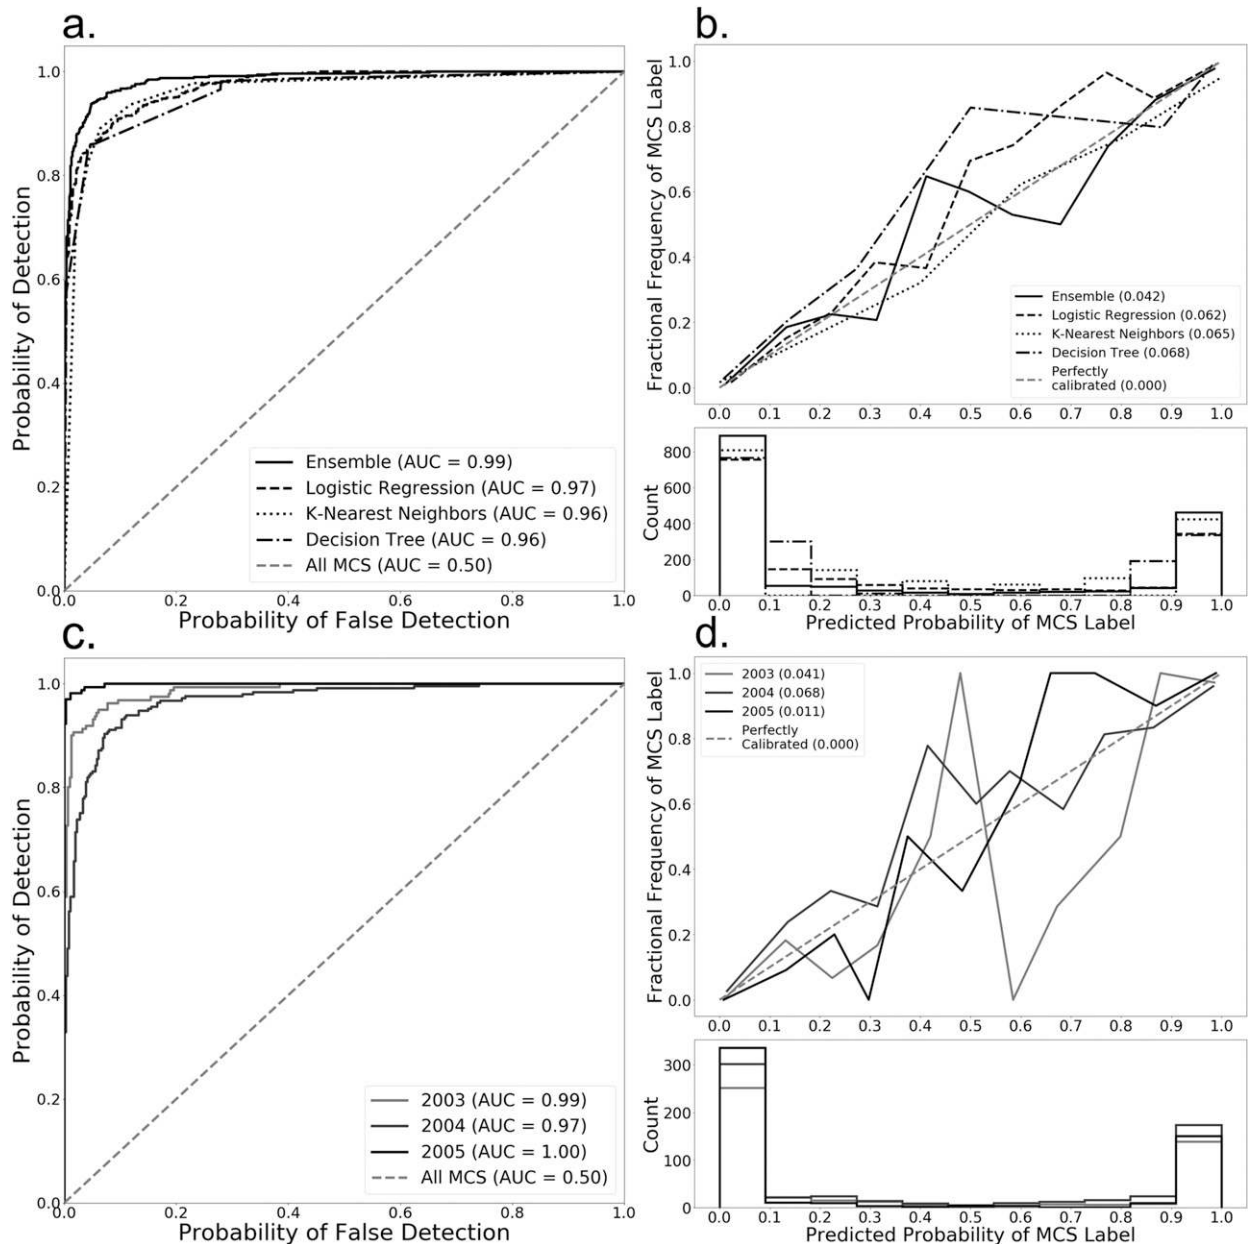 a.
Probability of Detection
1.0
0.8
0.6
0.4
0.2
0.0
0.0 0.2 0.4 0.6 0.8 1.0
Probability of False Detection
Ensemble (AUC = 0.99)
Logistic Regression (AUC = 0.97)
K-Nearest Neighbors (AUC = 0.96)
Decision Tree (AUC = 0.96)
All MCS (AUC = 0.50)
b.
Fractional Frequency of MCS Label
1.0
0.8
0.6
0.4
0.2
0.0
Ensemble (0.042)
Logistic Regression (0.062)
K-Nearest Neighbors (0.065)
Decision Tree (0.068)
Perfectly
calibrated (0.000)
0.0 0.1 0.2 0.3 0.4 0.5 0.6 0.7 0.8 0.9 1.0
Count
800
600
400
200
0
0.0 0.1 0.2 0.3 0.4 0.5 0.6 0.7 0.8 0.9 1.0
Predicted Probability of MCS Label
c.
Probability of Detection
1.0
0.8
0.6
0.4
0.2
0.0
0.0 0.2 0.4 0.6 0.8 1.0
Probability of False Detection
2003 (AUC = 0.99)
2004 (AUC = 0.97)
2005 (AUC = 1.00)
All MCS (AUC = 0.50)
d.
Fractional Frequency of MCS Label
1.0
0.8
0.6
0.4
0.2
0.0
2003 (0.041)
2004 (0.068)
2005 (0.011)
Perfectly
Calibrated (0.000)
0.0 0.1 0.2 0.3 0.4 0.5 0.6 0.7 0.8 0.9 1.0
Count
300
200
100
0
0.0 0.1 0.2 0.3 0.4 0.5 0.6 0.7 0.8 0.9 1.0
Predicted Probability of MCS Label